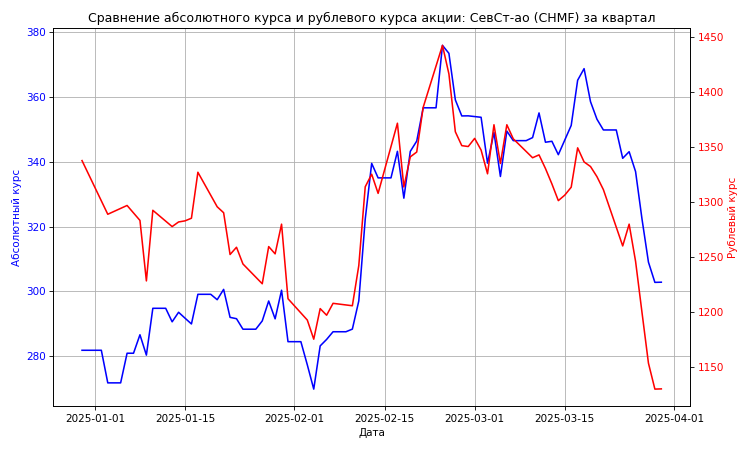 Сравнение абсолютного курса и рублевого курса акции: СевСт-ао (CHMF) за квартал
380
360
340
320
300
280
Абсолютный курс
1450
1400
1350
1300
1250
1200
1150
Рублевый курс
2025-01-01 2025-01-15 2025-02-01 2025-02-15 2025-03-01 2025-03-15 2025-04-01
Дата